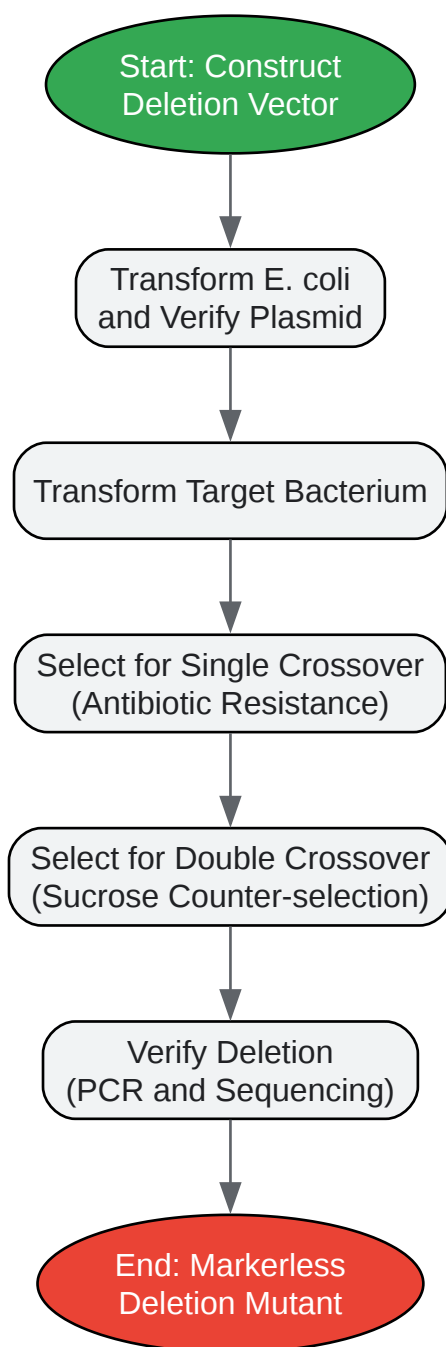 Start: Construct
Deletion Vector
Transform E. coli
and Verify Plasmid
Transform Target Bacterium
Select for Single Crossover
(Antibiotic Resistance)
Select for Double Crossover
(Sucrose Counter-selection)
Verify Deletion
(PCR and Sequencing)
End: Markerless
Deletion Mutant